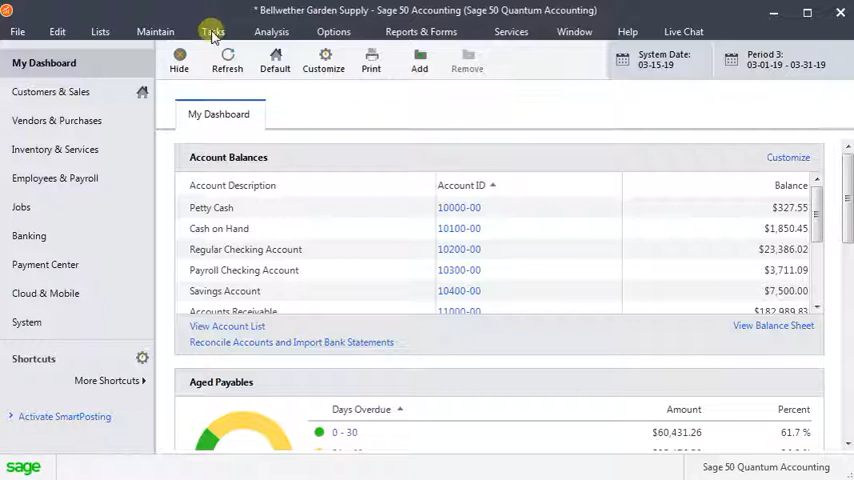 * Bellwether Garden Supply - Sage 50 Accounting (Sage 50 Quantum Accounting)
File Edit Lists Maintain Tasks Analysis Options Reports & Forms Services Window Help Live Chat
My Dashboard
Customers & Sales
Vendors & Purchases
Inventory & Services
Employees & Payroll
Jobs
Banking
Payment Center
Cloud & Mobile
System
Shortcuts
More Shortcuts
Activate SmartPosting
Hide Refresh Default Customize Print Add Remove
System Date:
03-15-19
Period 3:
03-01-19 - 03-31-19
My Dashboard
Account Balances Customize
Account Description Account ID Balance
Petty Cash 10000-00 $327.55
Cash on Hand 10100-00 $1,850.45
Regular Checking Account 10200-00 $23,386.02
Payroll Checking Account 10300-00 $3,711.09
Savings Account 10400-00 $7,500.00
Accounts Receivable 11000-00 $182,989.83
View Account List View Balance Sheet
Reconcile Accounts and Import Bank Statements
Aged Payables
Days Overdue Amount Percent
0 - 30 $60,431.26 61.7 %
sage Sage 50 Quantum Accounting